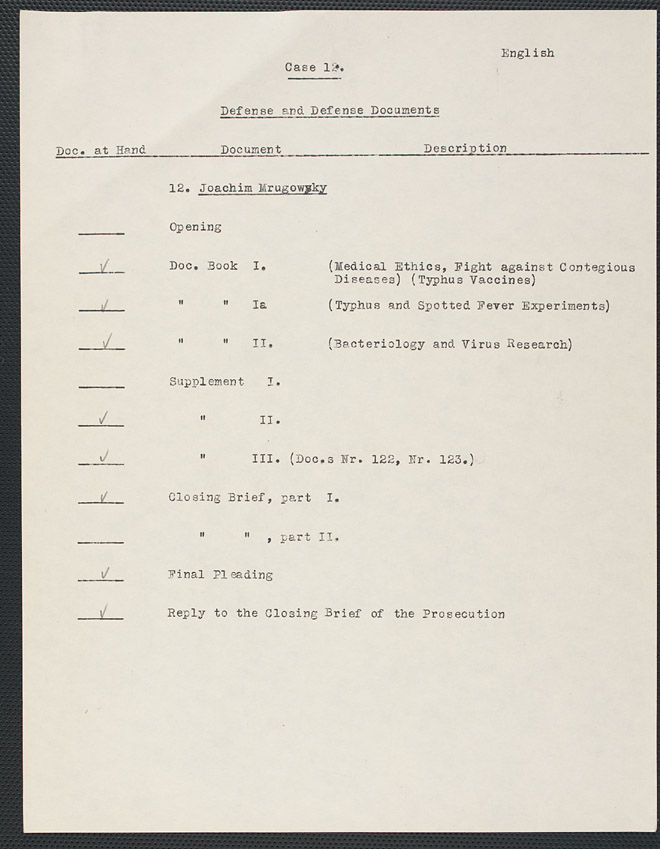 English
Case 12.
Defense and Defense Documents
Doc. at Hand Document Description
12. Joachim Mrugowsky
Opening
✓ Doc. Book I. (Medical Ethics, Fight against Contegious
Diseases) (Typhus Vaccines)
✓ " " Ia (Typhus and Spotted Fever Experiments)
✓ " " II. (Bacteriology and Virus Research)
Supplement I.
✓ " II.
✓ " III. (Doc.s Nr. 122, Nr. 123.)
✓ Closing Brief, part I.
" " , part II.
✓ Final Pleading
✓ Reply to the Closing Brief of the Prosecution